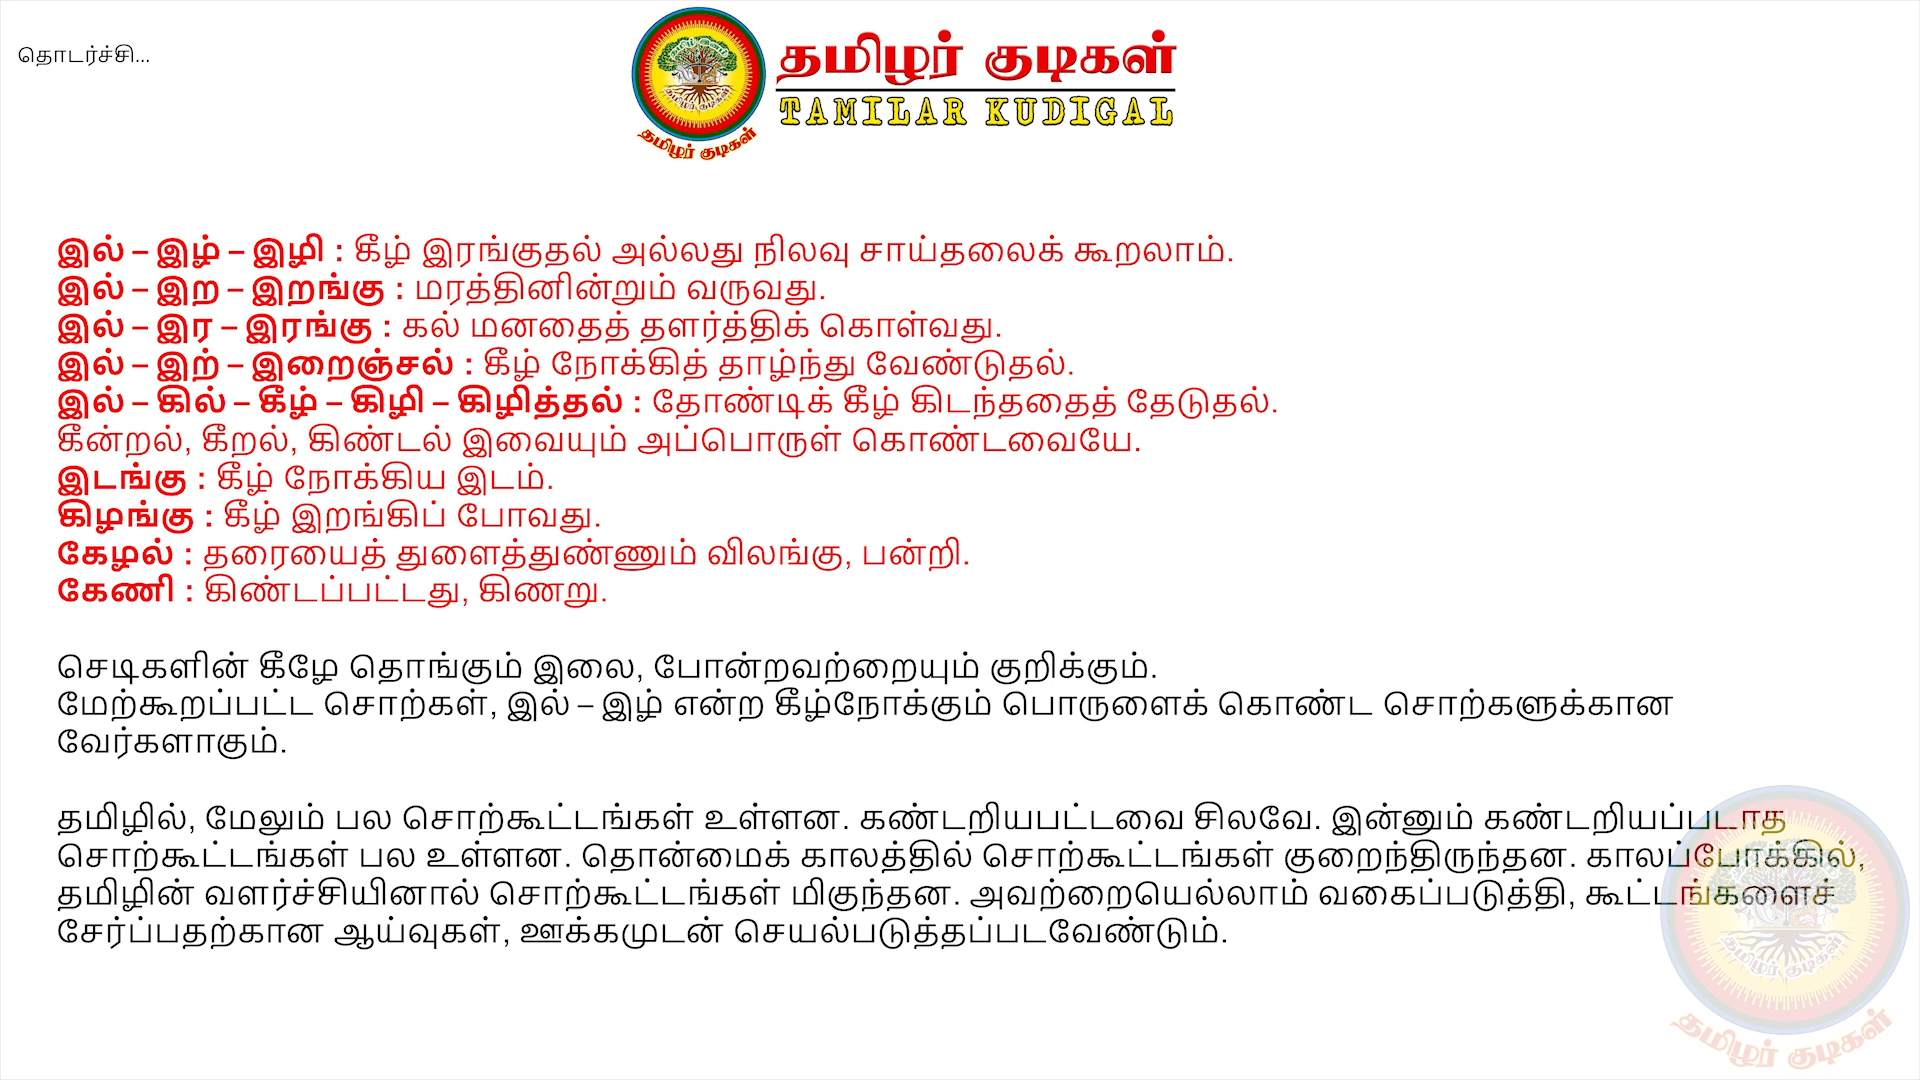 தொடர்ச்சி...
தமிழர் குடிகள்
TAMILAR KUDIGAL
தமிழர் குடிகள்
இல் – இழ் – இழி : கீழ் இரங்குதல் அல்லது நிலவு சாய்தலைக் கூறலாம்.
இல் – இற – இறங்கு : மரத்தினின்றும் வருவது.
இல் – இர – இரங்கு : கல் மனதைத் தளர்த்திக் கொள்வது.
இல் – இற் – இறைஞ்சல் : கீழ் நோக்கித் தாழ்ந்து வேண்டுதல்.
இல் – கில் – கீழ் – கிழி – கிழித்தல் : தோண்டிக் கீழ் கிடந்ததைத் தேடுதல்.
கீன்றல், கீறல், கிண்டல் இவையும் அப்பொருள் கொண்டவையே.
இடங்கு : கீழ் நோக்கிய இடம்.
கிழங்கு : கீழ் இறங்கிப் போவது.
கேழல் : தரையைத் துளைத்துண்ணும் விலங்கு, பன்றி.
கேணி : கிண்டப்பட்டது, கிணறு.
செடிகளின் கீழே தொங்கும் இலை, போன்றவற்றையும் குறிக்கும்.
மேற்கூறப்பட்ட சொற்கள், இல் – இழ் என்ற கீழ்நோக்கும் பொருளைக் கொண்ட சொற்களுக்கான
வேர்களாகும்.
தமிழில், மேலும் பல சொற்கூட்டங்கள் உள்ளன. கண்டறியபட்டவை சிலவே. இன்னும் கண்டறியப்படாத
சொற்கூட்டங்கள் பல உள்ளன. தொன்மைக் காலத்தில் சொற்கூட்டங்கள் குறைந்திருந்தன. காலப்போக்கில்,
தமிழின் வளர்ச்சியினால் சொற்கூட்டங்கள் மிகுந்தன. அவற்றையெல்லாம் வகைப்படுத்தி, கூட்டங்களைச்
சேர்ப்பதற்கான ஆய்வுகள், ஊக்கமுடன் செயல்படுத்தப்படவேண்டும்.
தமிழர் குடிகள்